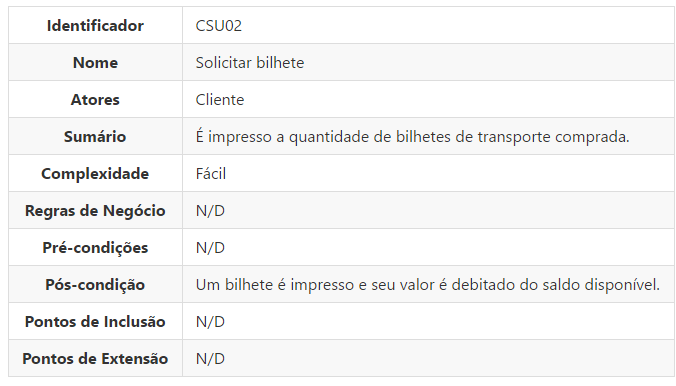 Identificador CSU02
Nome Solicitar bilhete
Atores Cliente
Sumário É impresso a quantidade de bilhetes de transporte comprada.
Complexidade Fácil
Regras de Negócio N/D
Pré-condições N/D
Pós-condição Um bilhete é impresso e seu valor é debitado do saldo disponível.
Pontos de Inclusão N/D
Pontos de Extensão N/D